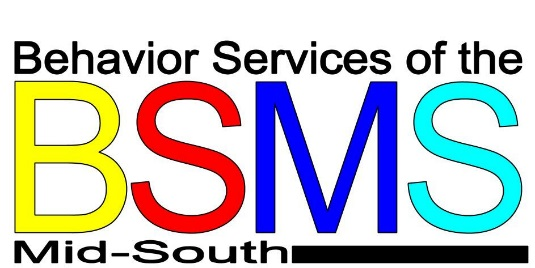 Behavior Services of the
BSMS
Mid-South